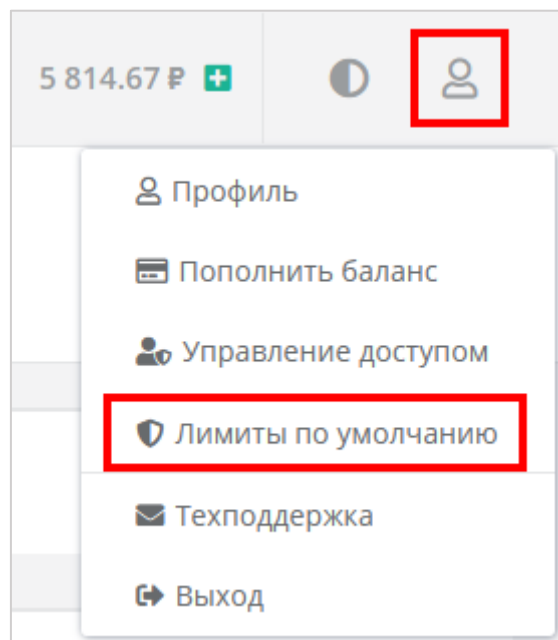 5 814.67 ₽
Профиль
Пополнить баланс
Управление доступом
Лимиты по умолчанию
Техподдержка
Выход